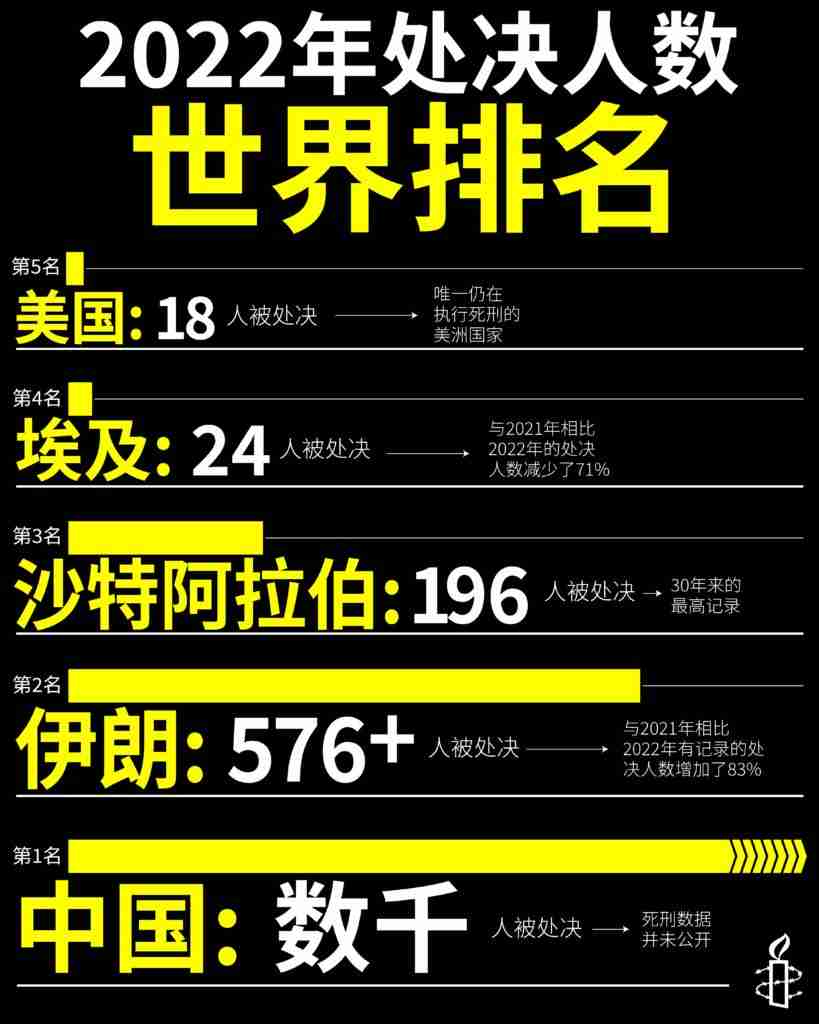 2022年处决人数
世界排名
第5名
美国: 18 人被处决
唯一仍在
执行死刑的
美洲国家
第4名
埃及: 24 人被处决
与2021年相比
2022年的处决
人数减少了71%
第3名
沙特阿拉伯: 196 人被处决
30年来的
最高记录
第2名
伊朗: 576+ 人被处决
与2021年相比
2022年有记录的处
决人数增加了83%
第1名
中国: 数千 人被处决
死刑数据
并未公开